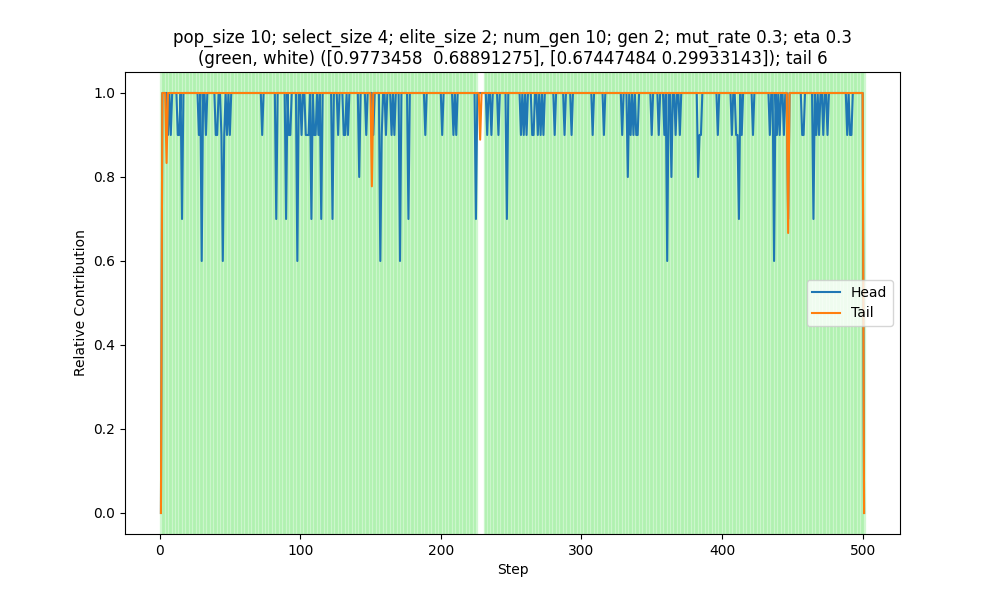 pop_size 10; select_size 4; elite_size 2; num_gen 10; gen 2; mut_rate 0.3; eta 0.3
(green, white) ([0.9773458  0.68891275], [0.67447484 0.29933143]); tail 6
1.0
0.8
0.6
0.4
0.2
0.0
Relative Contribution
Head
Tail
0
100
200
300
400
500
Step